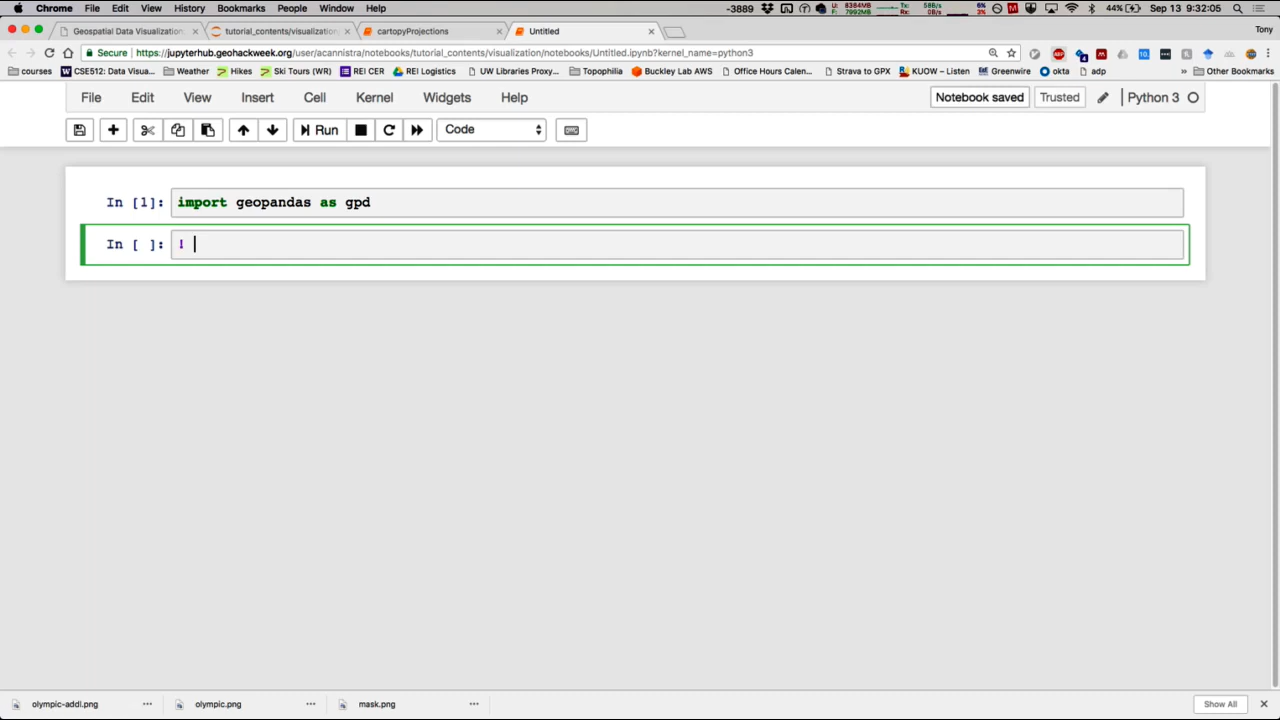 Chrome File Edit View History Bookmarks People Window Help -3889 44% Sep 13 9:32:05
Geospatial Data Visualization tutorial_contents/visualization cartopyProjections Untitled Tony
Secure https://jupyterhub.geohackweek.org/user/acannistra/notebooks/tutorial_contents/visualization/notebooks/Untitled.ipynb?kernel_name=python3
courses CSE512: Data Visua... Weather Hikes Ski Tours (WR) REI CER REI Logistics UW Libraries Proxy... Topophilia Buckley Lab AWS Office Hours Calen... Strava to GPX KUOW – Listen Greenwire okta adp » Other Bookmarks
File Edit View Insert Cell Kernel Widgets Help Notebook saved Trusted Python 3
Run Code
In [1]: import geopandas as gpd
In [ ]: !
olympic-addl.png olympic.png mask.png Show All